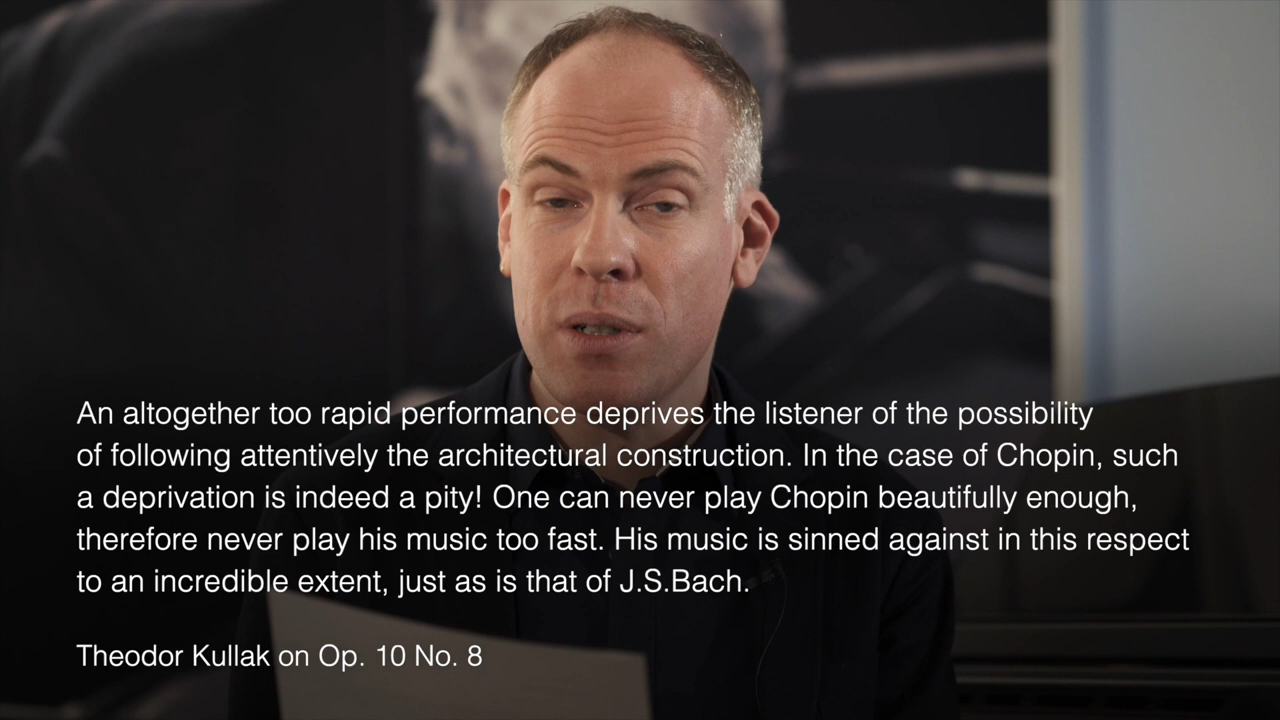 An altogether too rapid performance deprives the listener of the possibility
of following attentively the architectural construction. In the case of Chopin, such
a deprivation is indeed a pity! One can never play Chopin beautifully enough,
therefore never play his music too fast. His music is sinned against in this respect
to an incredible extent, just as is that of J.S.Bach.
Theodor Kullak on Op. 10 No. 8